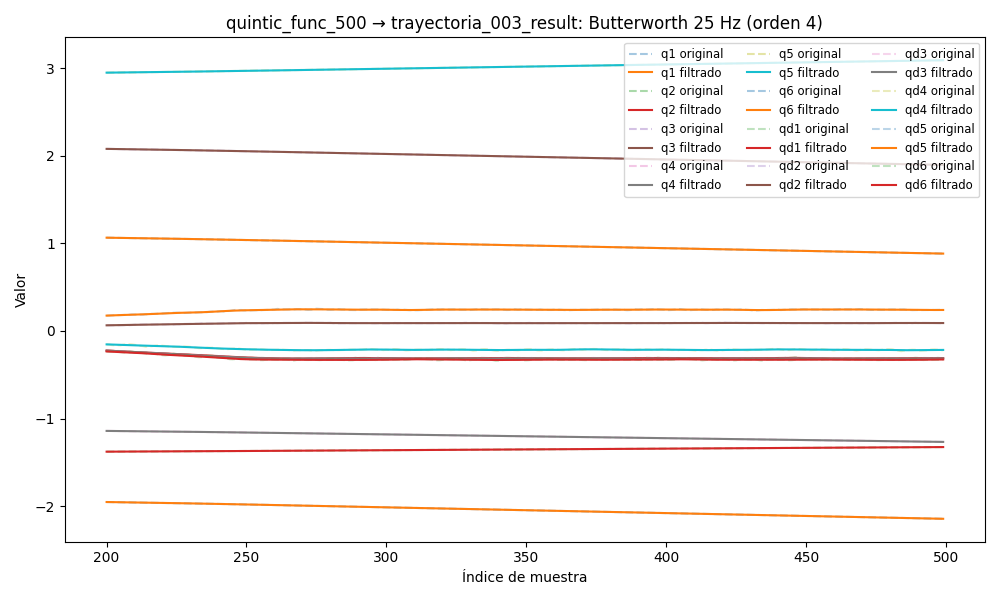 quintic_func_500 → trayectoria_003_result: Butterworth 25 Hz (orden 4)
q1 original q5 original qd3 original
q1 filtrado q5 filtrado qd3 filtrado
q2 original q6 original qd4 original
q2 filtrado q6 filtrado qd4 filtrado
q3 original qd1 original qd5 original
q3 filtrado qd1 filtrado qd5 filtrado
q4 original qd2 original qd6 original
q4 filtrado qd2 filtrado qd6 filtrado
Valor
3
2
1
0
−1
−2
200 250 300 350 400 450 500
Índice de muestra